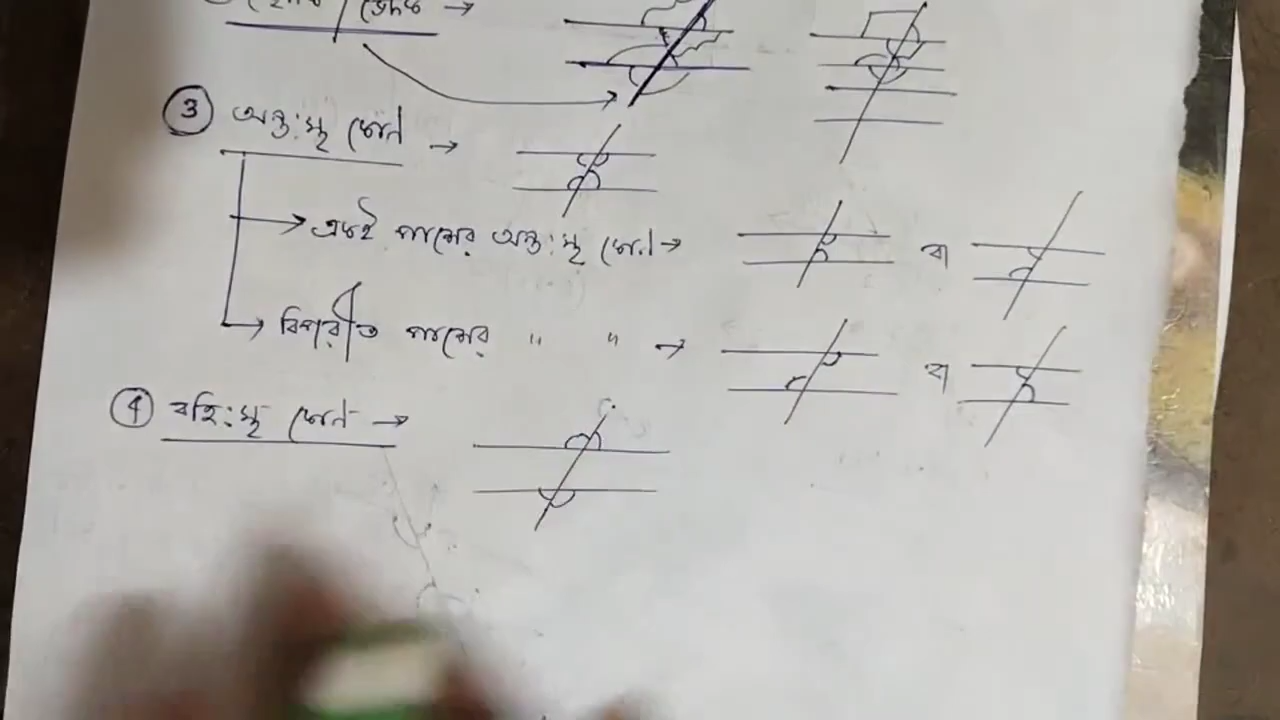 ③ অন্তঃস্থ কোণ →
→ একই পাশের অন্তঃস্থ কোণ → বা
→ বিপরীত পাশের " " → বা
④ বহিঃস্থ কোণ →